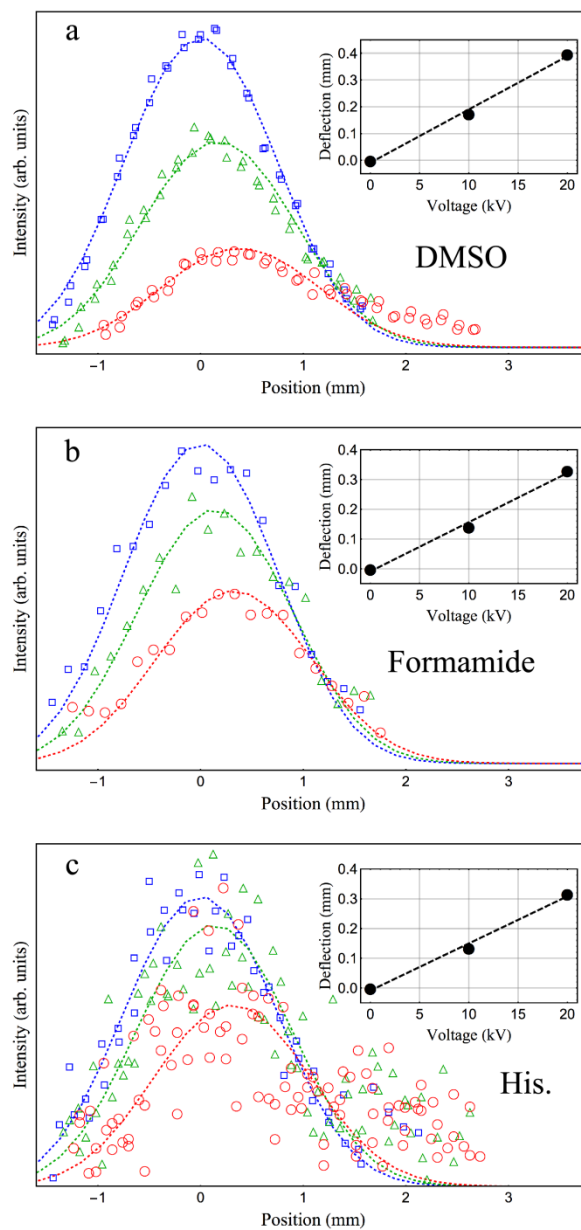 a
Intensity (arb. units)
Deflection (mm)
0.4
0.3
0.2
0.1
0.0
0 5 10 15 20
Voltage (kV)
DMSO
−1 0 1 2 3
Position (mm)
b
Intensity (arb. units)
Deflection (mm)
0.4
0.3
0.2
0.1
0.0
0 5 10 15 20
Voltage (kV)
Formamide
−1 0 1 2 3
Position (mm)
c
Intensity (arb. units)
Deflection (mm)
0.4
0.3
0.2
0.1
0.0
0 5 10 15 20
Voltage (kV)
His.
−1 0 1 2 3
Position (mm)